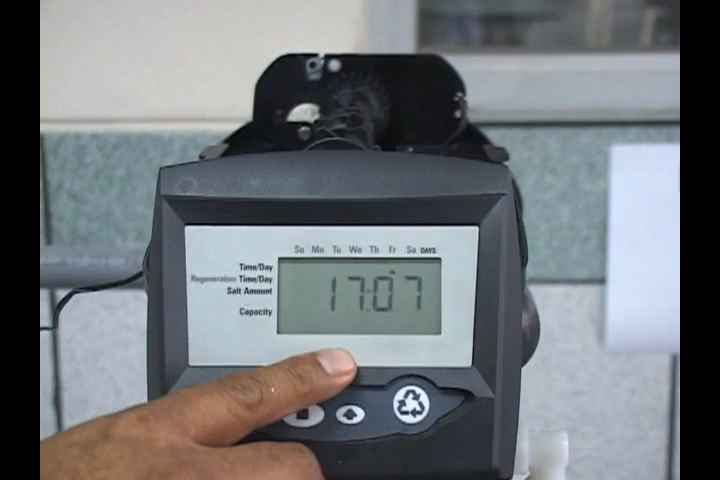 Su Mo Tu We Th Fr Sa DAYS
Time/Day
Regeneration Time/Day
Salt Amount
Capacity
17:07